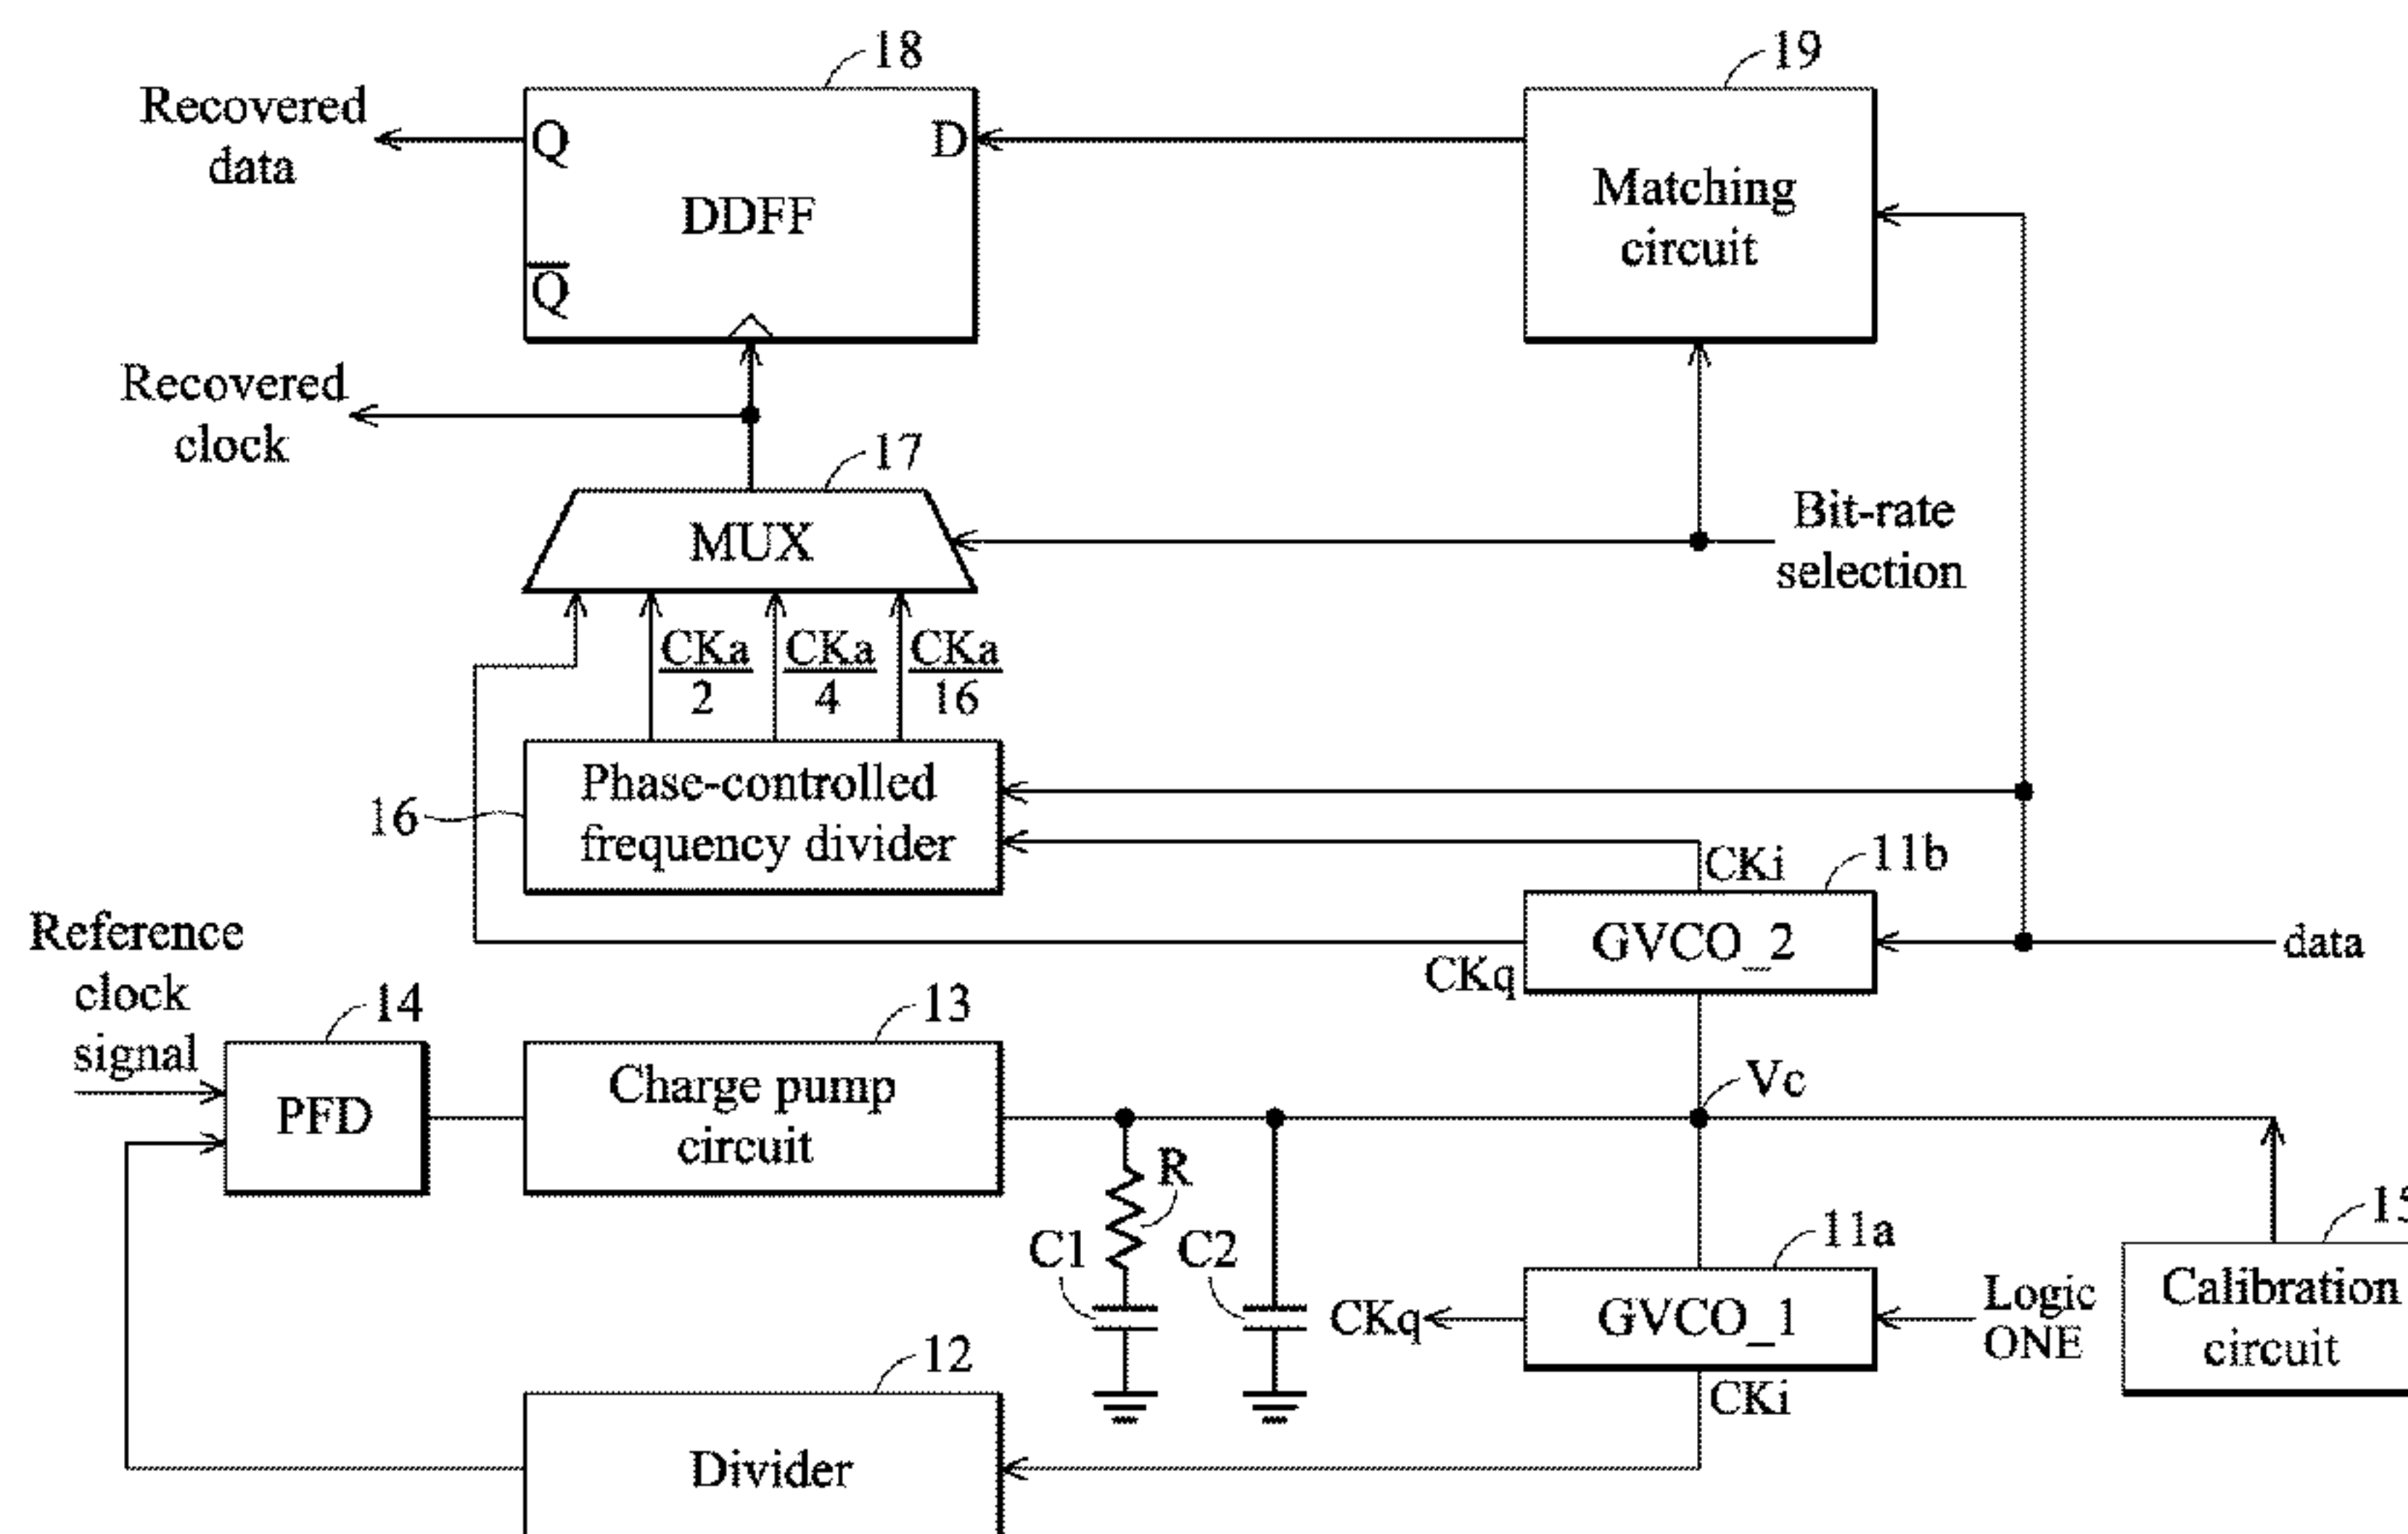 18
19
Recovered
data
Q
D
DDFF
Q
Matching
circuit
Recovered
clock
17
MUX
Bit-rate
selection
CKa
2
CKa
4
CKa
16
16
Phase-controlled
frequency divider
CKi
11b
GVCO_2
CKq
data
Reference
clock
signal
14
PFD
13
Charge pump
circuit
Vc
R
C1
C2
11a
CKq
GVCO_1
Logic
ONE
CKi
15
Calibration
circuit
12
Divider